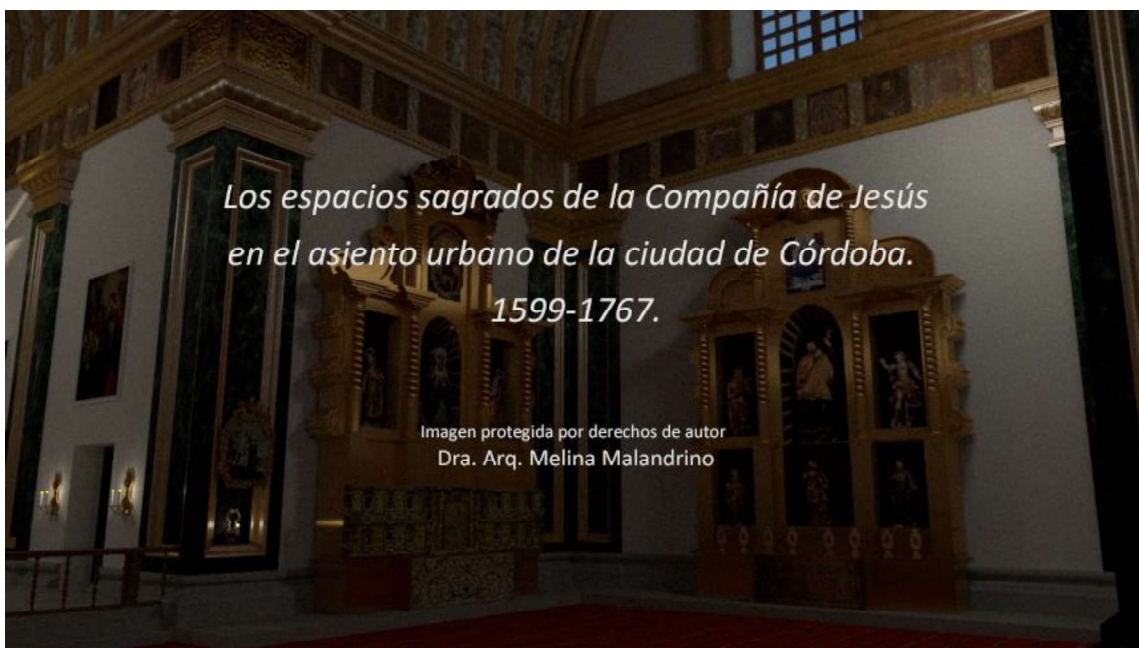 Los espacios sagrados de la Compañía de Jesús
en el asiento urbano de la ciudad de Córdoba.
1599-1767.
Imagen protegida por derechos de autor
Dra. Arq. Melina Malandrino